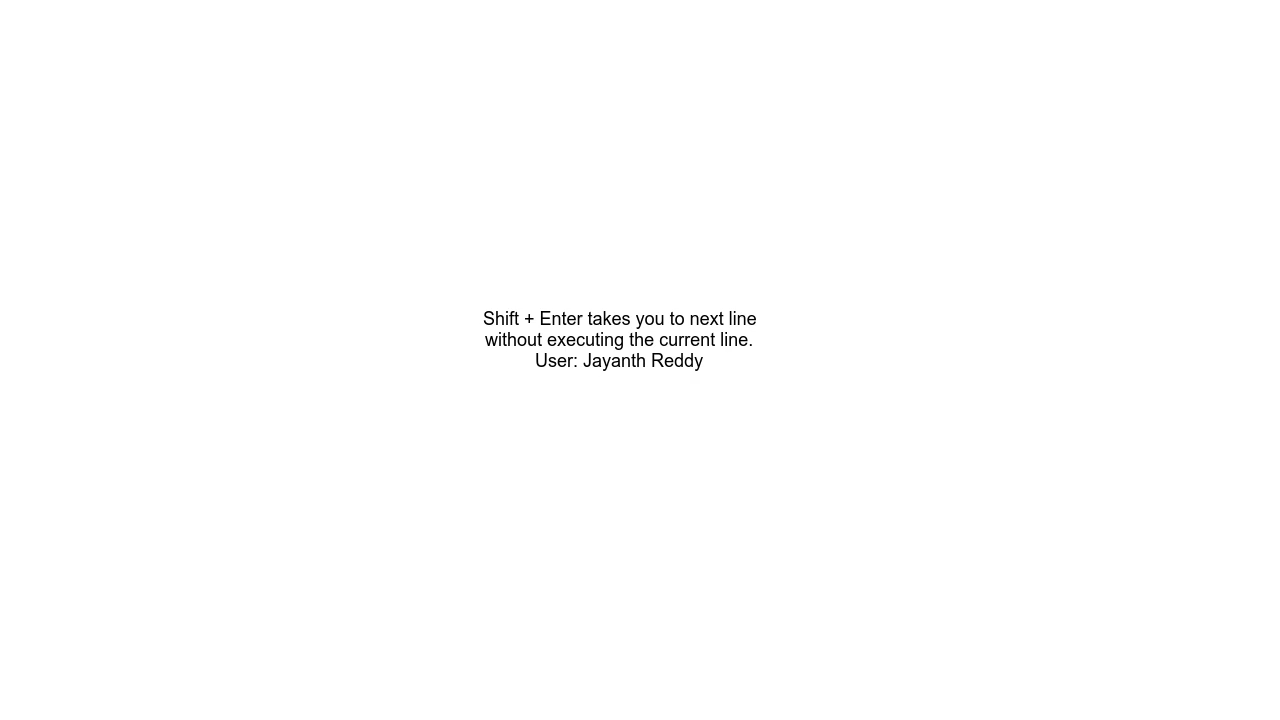 Shift + Enter takes you to next line
without executing the current line.
User: Jayanth Reddy